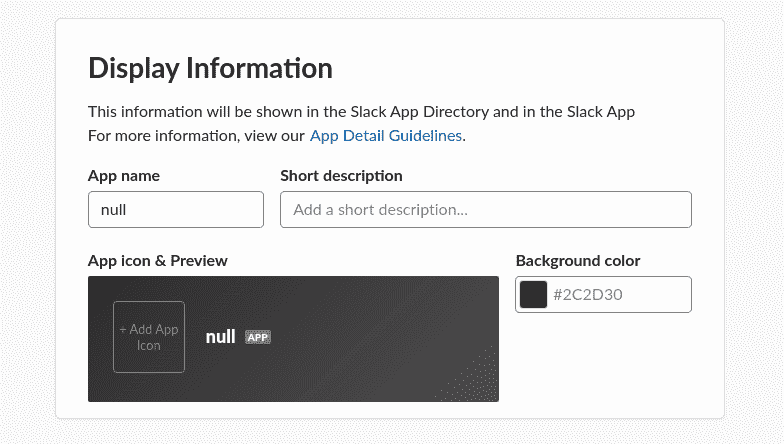 Display Information
This information will be shown in the Slack App Directory and in the Slack App
For more information, view our App Detail Guidelines.
App name
Short description
null
Add a short description...
App icon & Preview
Background color
+ Add App
Icon
null APP
#2C2D30